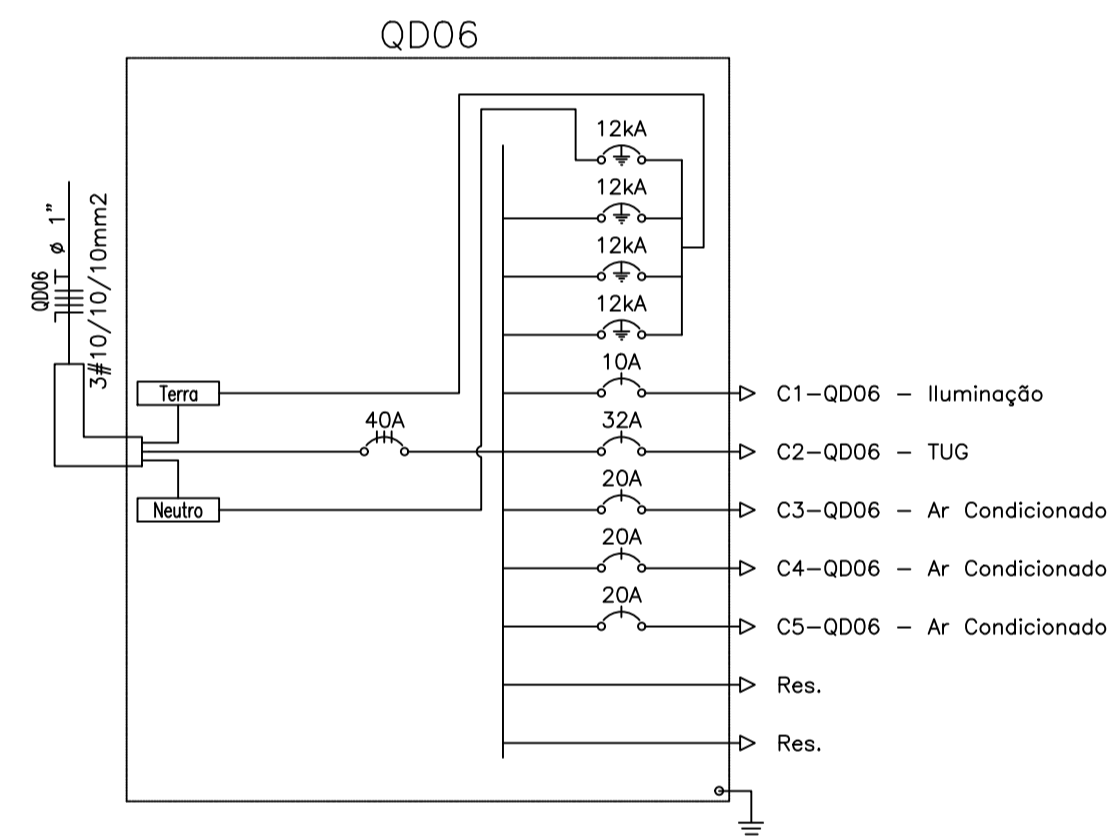 QD06
QD06 ø 1"
3#10/10/10mm2
12kA
12kA
12kA
12kA
Terra
40A
Neutro
10A
C1-QD06 - Iluminação
32A
C2-QD06 - TUG
20A
C3-QD06 - Ar Condicionado
20A
C4-QD06 - Ar Condicionado
20A
C5-QD06 - Ar Condicionado
Res.
Res.